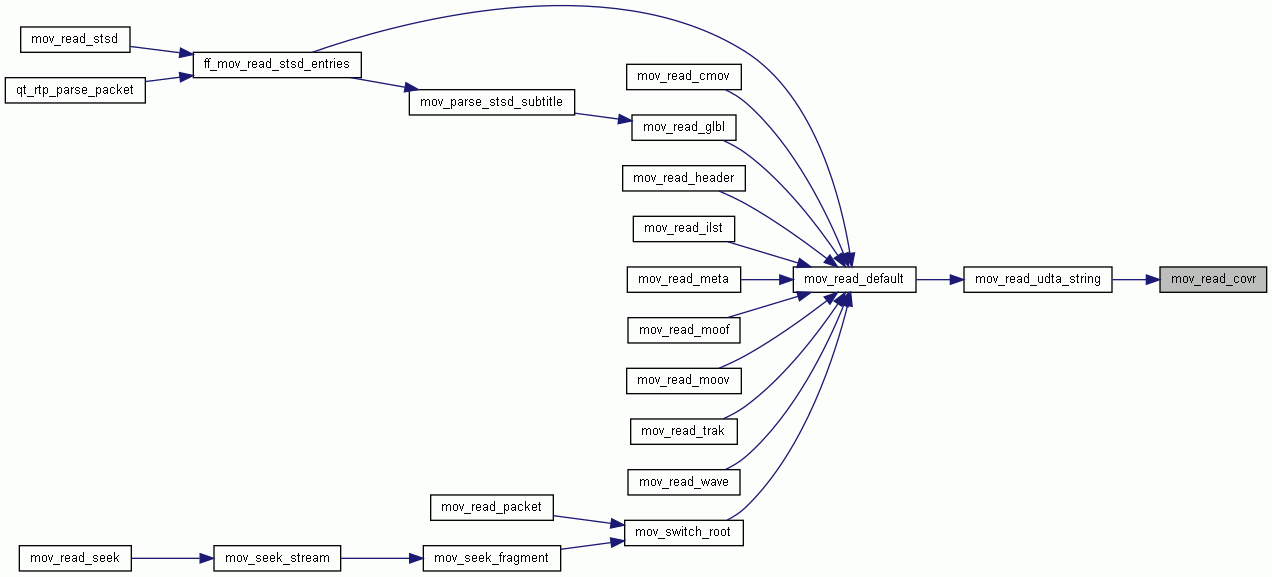 mov_read_stsd
ff_mov_read_stsd_entries
qt_rtp_parse_packet
mov_parse_stsd_subtitle
mov_read_cmov
mov_read_glbl
mov_read_header
mov_read_ilst
mov_read_meta
mov_read_moof
mov_read_moov
mov_read_trak
mov_read_wave
mov_switch_root
mov_read_default
mov_read_udta_string
mov_read_covr
mov_read_packet
mov_read_seek
mov_seek_stream
mov_seek_fragment